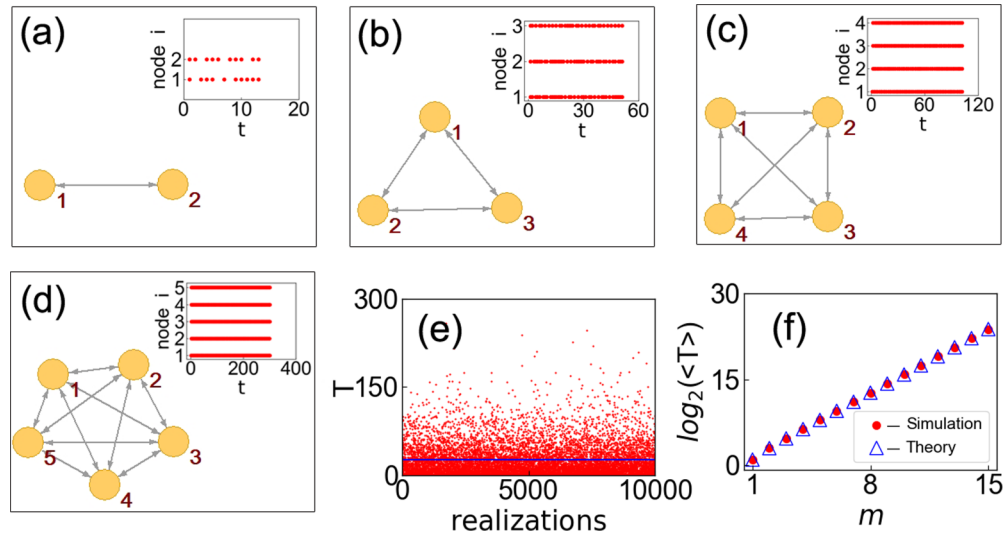 (a)
node i
2
1
0
10
20
t
1
2
(b)
node i
3
2
1
0
30
60
t
1
2
3
(c)
node i
4
3
2
1
0
60
120
t
1
2
4
3
(d)
node i
5
4
3
2
1
0
200
400
t
1
2
5
3
4
(e)
300
150
0
T
0
5000
10000
realizations
(f)
30
15
0
log2(<T>)
— Simulation
— Theory
1
8
15
m